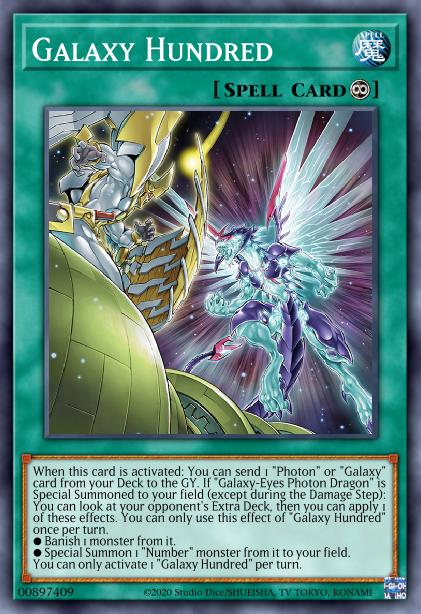 Galaxy Hundred
SPELL
魔
[Spell Card]
When this card is activated: You can send 1 "Photon" or "Galaxy"
card from your Deck to the GY. If "Galaxy-Eyes Photon Dragon" is
Special Summoned to your field (except during the Damage Step):
You can look at your opponent's Extra Deck, then you can apply 1
of these effects. You can only use this effect of "Galaxy Hundred"
once per turn.
● Banish 1 monster from it.
● Special Summon 1 "Number" monster from it to your field.
You can only activate 1 "Galaxy Hundred" per turn.
00897409
©2020 Studio Dice/SHUEISHA, TV TOKYO, KONAMI